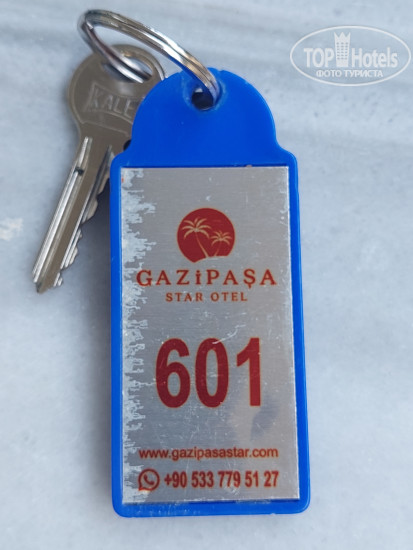 TOP Hotels
ФОТО ТУРИСТА
KALE
GAZiPAŞA
STAR OTEL
601
www.gazipasastar.com
+90 533 779 51 27